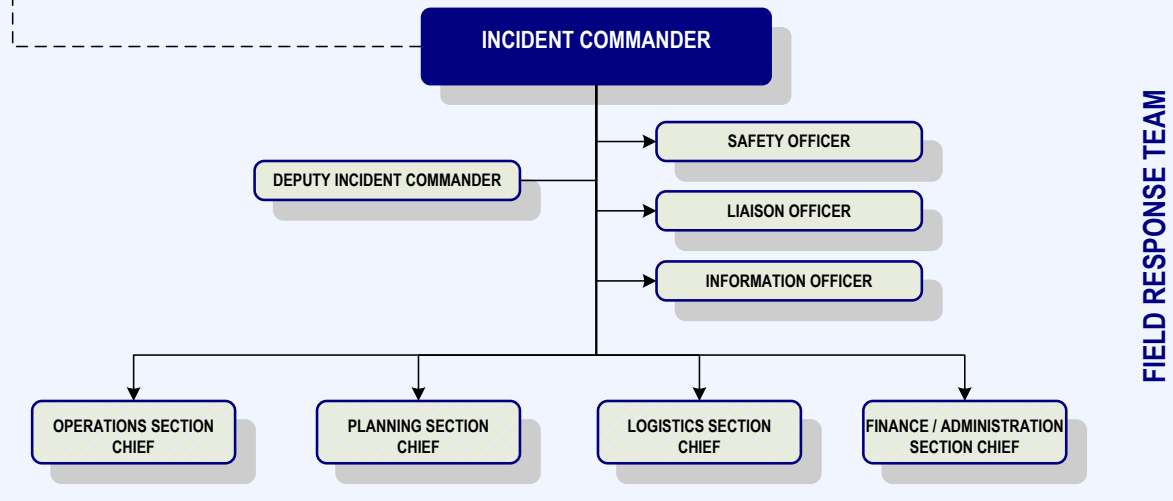 INCIDENT COMMANDER
SAFETY OFFICER
DEPUTY INCIDENT COMMANDER
LIAISON OFFICER
INFORMATION OFFICER
OPERATIONS SECTION
CHIEF
PLANNING SECTION
CHIEF
LOGISTICS SECTION
CHIEF
FINANCE / ADMINISTRATION
SECTION CHIEF
FIELD RESPONSE TEAM